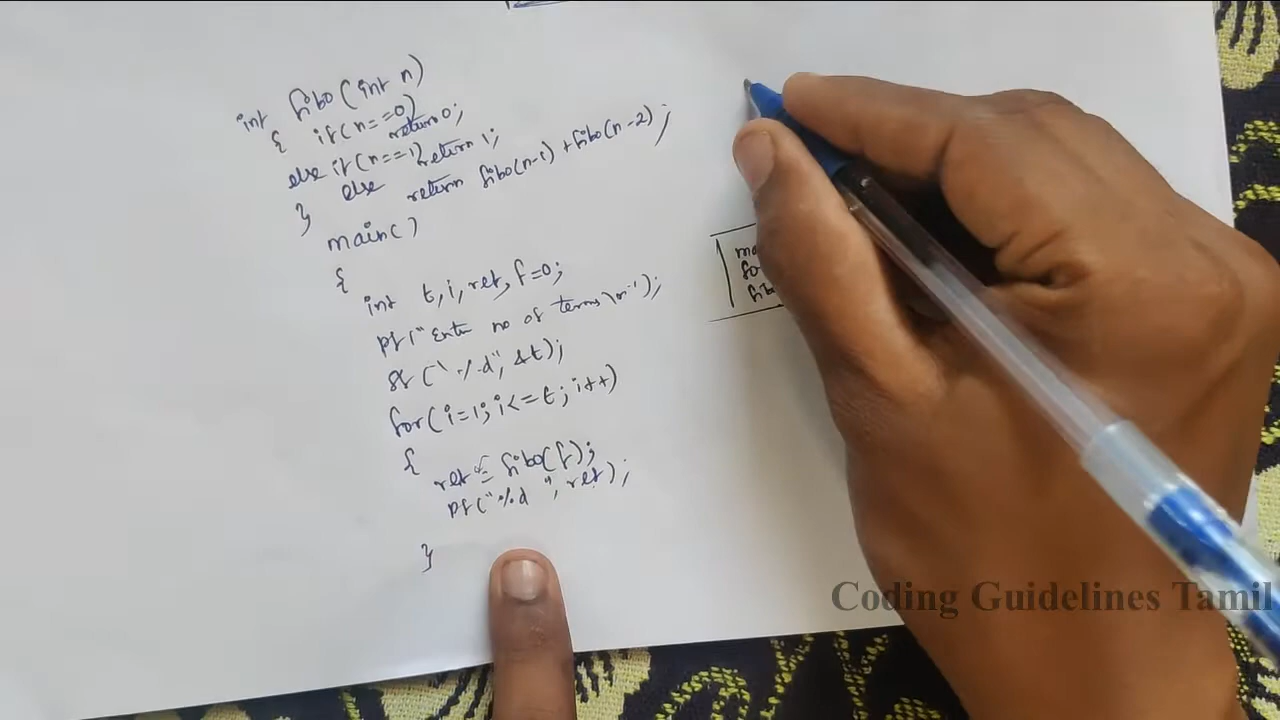 int fibo(int n)
{ if(n==0)
return 0;
else if(n==1) return 1;
else
return fibo(n-1)+fibo(n-2);
}
main()
{
int t,i,ret,f=0;
pf("Enter no of terms\n");
sf("%d",&t);
for(i=1;i<=t;i++)
{
ret = fibo(f);
pf("%d ",ret);
}
Coding Guidelines Tamil